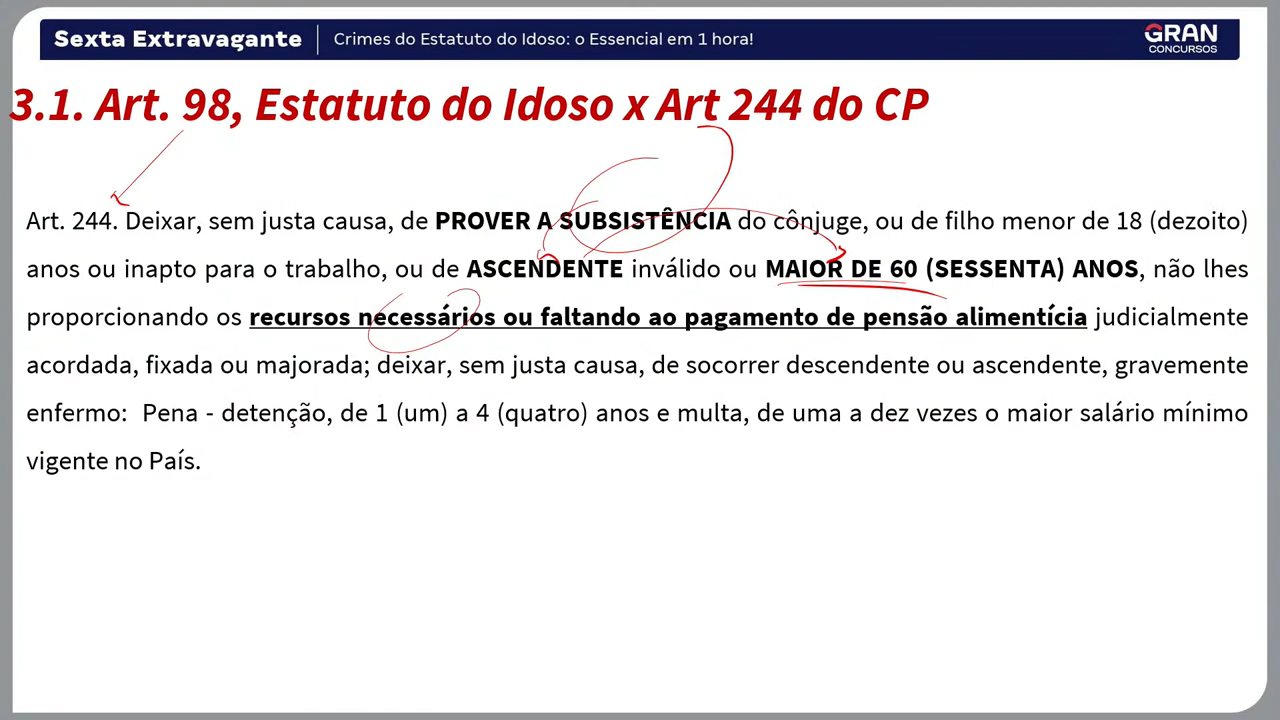 Sexta Extravagante | Crimes do Estatuto do Idoso: o Essencial em 1 hora!
GRAN
CONCURSOS
3.1. Art. 98, Estatuto do Idoso x Art 244 do CP
Art. 244. Deixar, sem justa causa, de PROVER A SUBSISTÊNCIA do cônjuge, ou de filho menor de 18 (dezoito)
anos ou inapto para o trabalho, ou de ASCENDENTE inválido ou MAIOR DE 60 (SESSENTA) ANOS, não lhes
proporcionando os recursos necessários ou faltando ao pagamento de pensão alimentícia judicialmente
acordada, fixada ou majorada; deixar, sem justa causa, de socorrer descendente ou ascendente, gravemente
enfermo: Pena - detenção, de 1 (um) a 4 (quatro) anos e multa, de uma a dez vezes o maior salário mínimo
vigente no País.